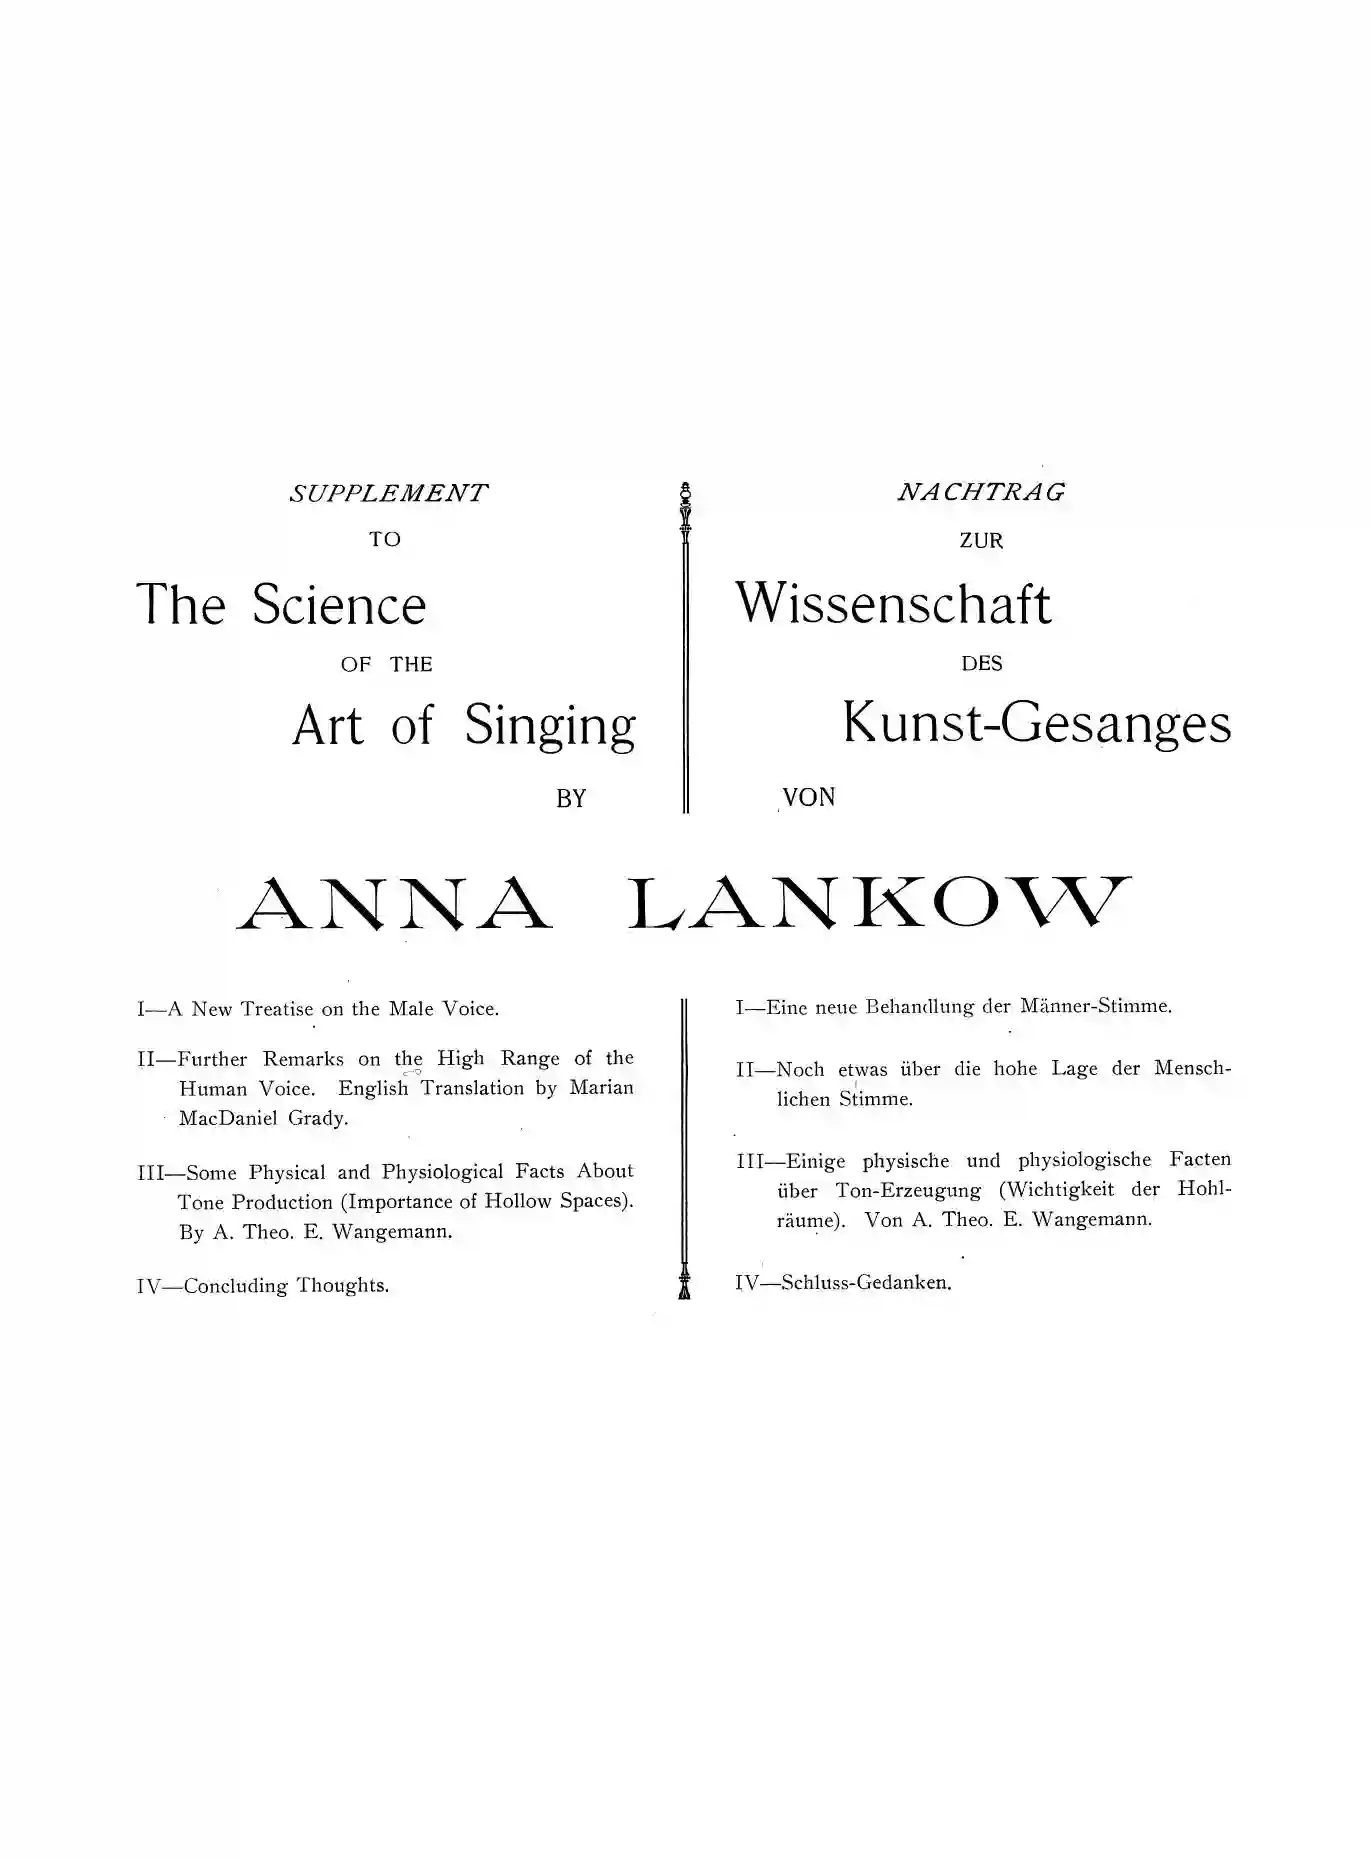 SUPPLEMENT
TO
The Science
OF THE
Art of Singing
BY
NACHTRAG
ZUR
Wissenschaft
DES
Kunst-Gesanges
VON
ANNA LANKOW
I—A New Treatise on the Male Voice.
II—Further Remarks on the High Range of the
Human Voice. English Translation by Marian
MacDaniel Grady.
III—Some Physical and Physiological Facts About
Tone Production (Importance of Hollow Spaces).
By A. Theo. E. Wangemann.
IV—Concluding Thoughts.
I—Eine neue Behandlung der Männer-Stimme.
II—Noch etwas über die hohe Lage der Mensch-
lichen Stimme.
III—Einige physische und physiologische Facten
über Ton-Erzeugung (Wichtigkeit der Hohl-
räume). Von A. Theo. E. Wangemann.
IV—Schluss-Gedanken.